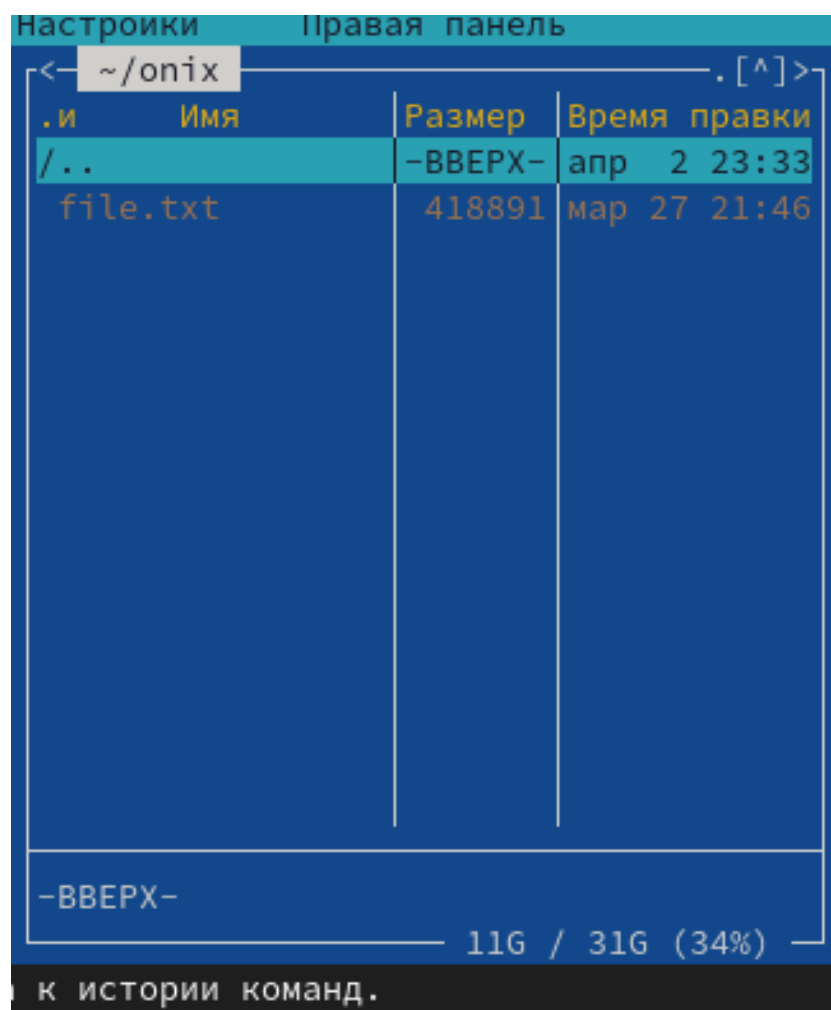 Настройки Правая панель
<─ ~/onix ─.[^]>
.и Имя Размер Время правки
/.. -ВВЕРХ- апр 2 23:33
file.txt 418891 мар 27 21:46
-ВВЕРХ-
11G / 31G (34%)
к истории команд.